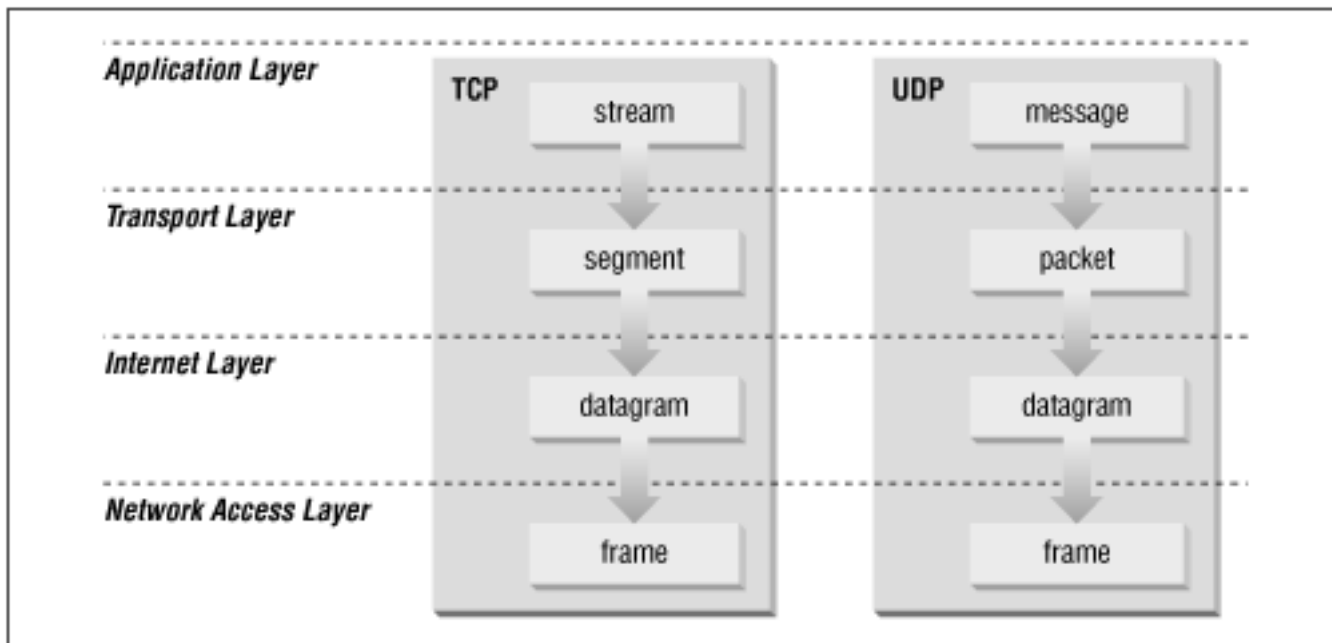 Application Layer
TCP
UDP
stream
message
Transport Layer
segment
packet
Internet Layer
datagram
datagram
Network Access Layer
frame
frame